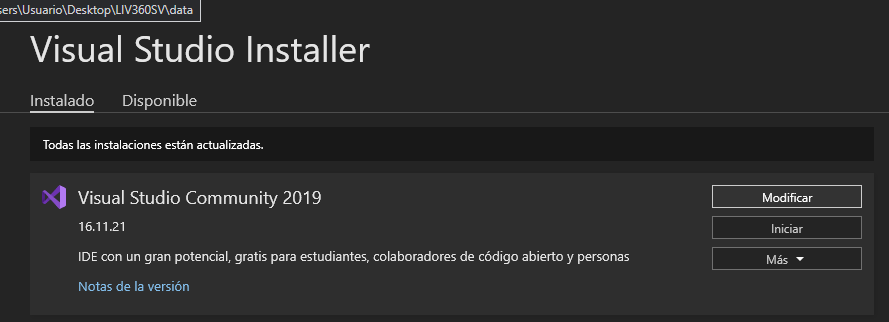 sers\Usuario\Desktop\LIV360SV\data
Visual Studio Installer
Instalado Disponible
Todas las instalaciones están actualizadas.
Visual Studio Community 2019
Modificar
16.11.21
Iniciar
IDE con un gran potencial, gratis para estudiantes, colaboradores de código abierto y personas
Más
Notas de la versión